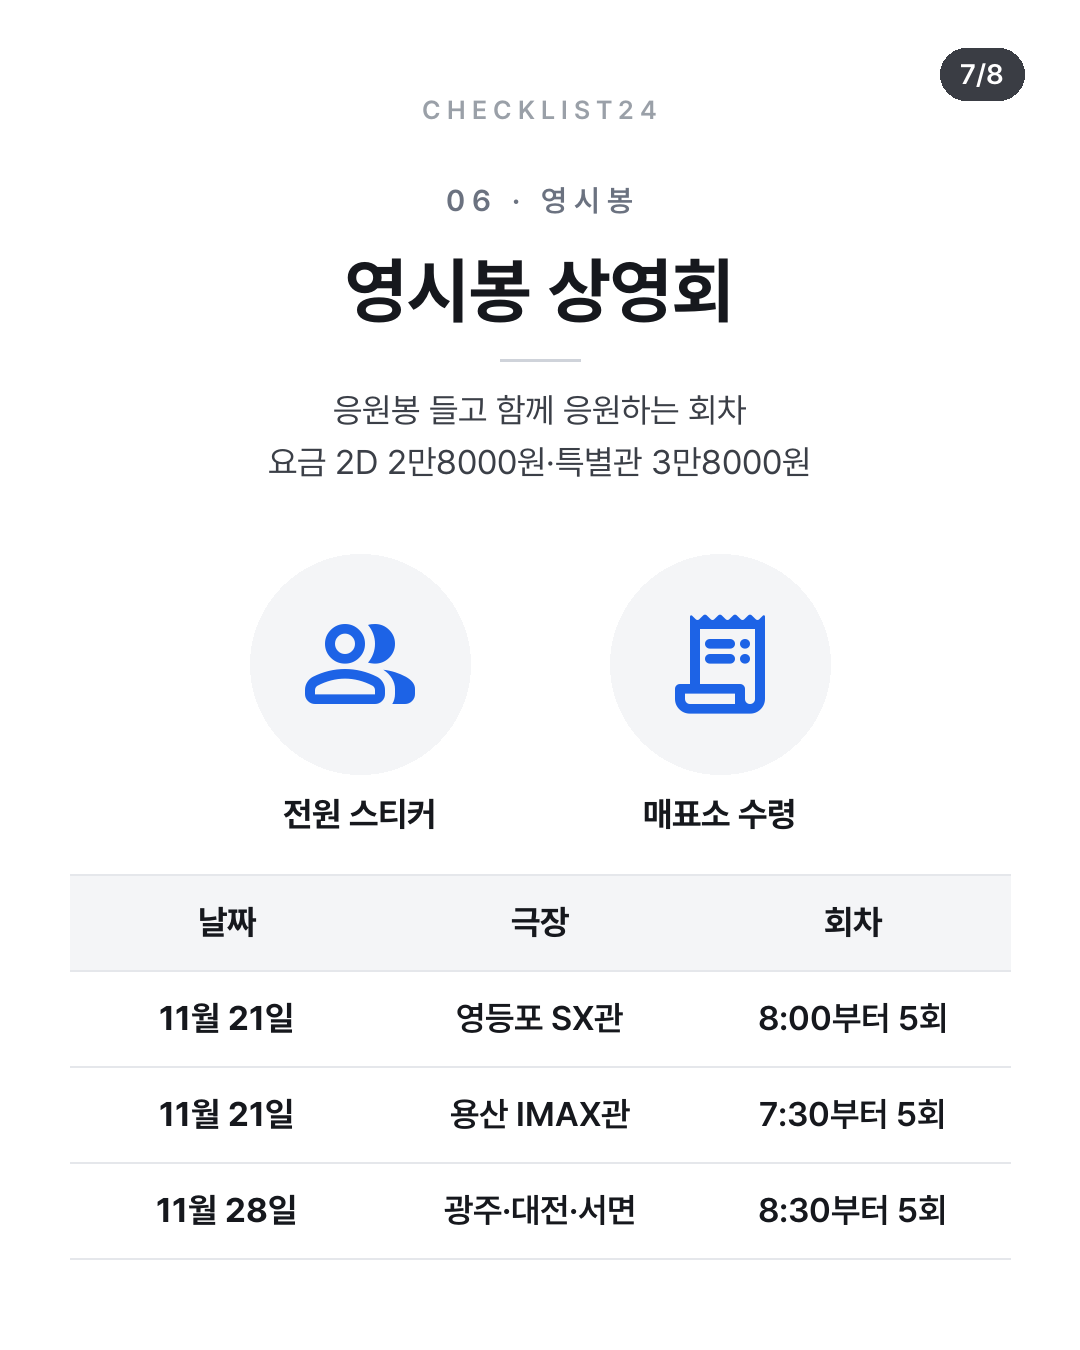 7/8
CHECKLIST24
06 · 영시봉
영시봉 상영회
응원봉 들고 함께 응원하는 회차
요금 2D 2만8000원·특별관 3만8000원
전원 스티커
매표소 수령
날짜 극장 회차
11월 21일 영등포 SX관 8:00부터 5회
11월 21일 용산 IMAX관 7:30부터 5회
11월 28일 광주·대전·서면 8:30부터 5회